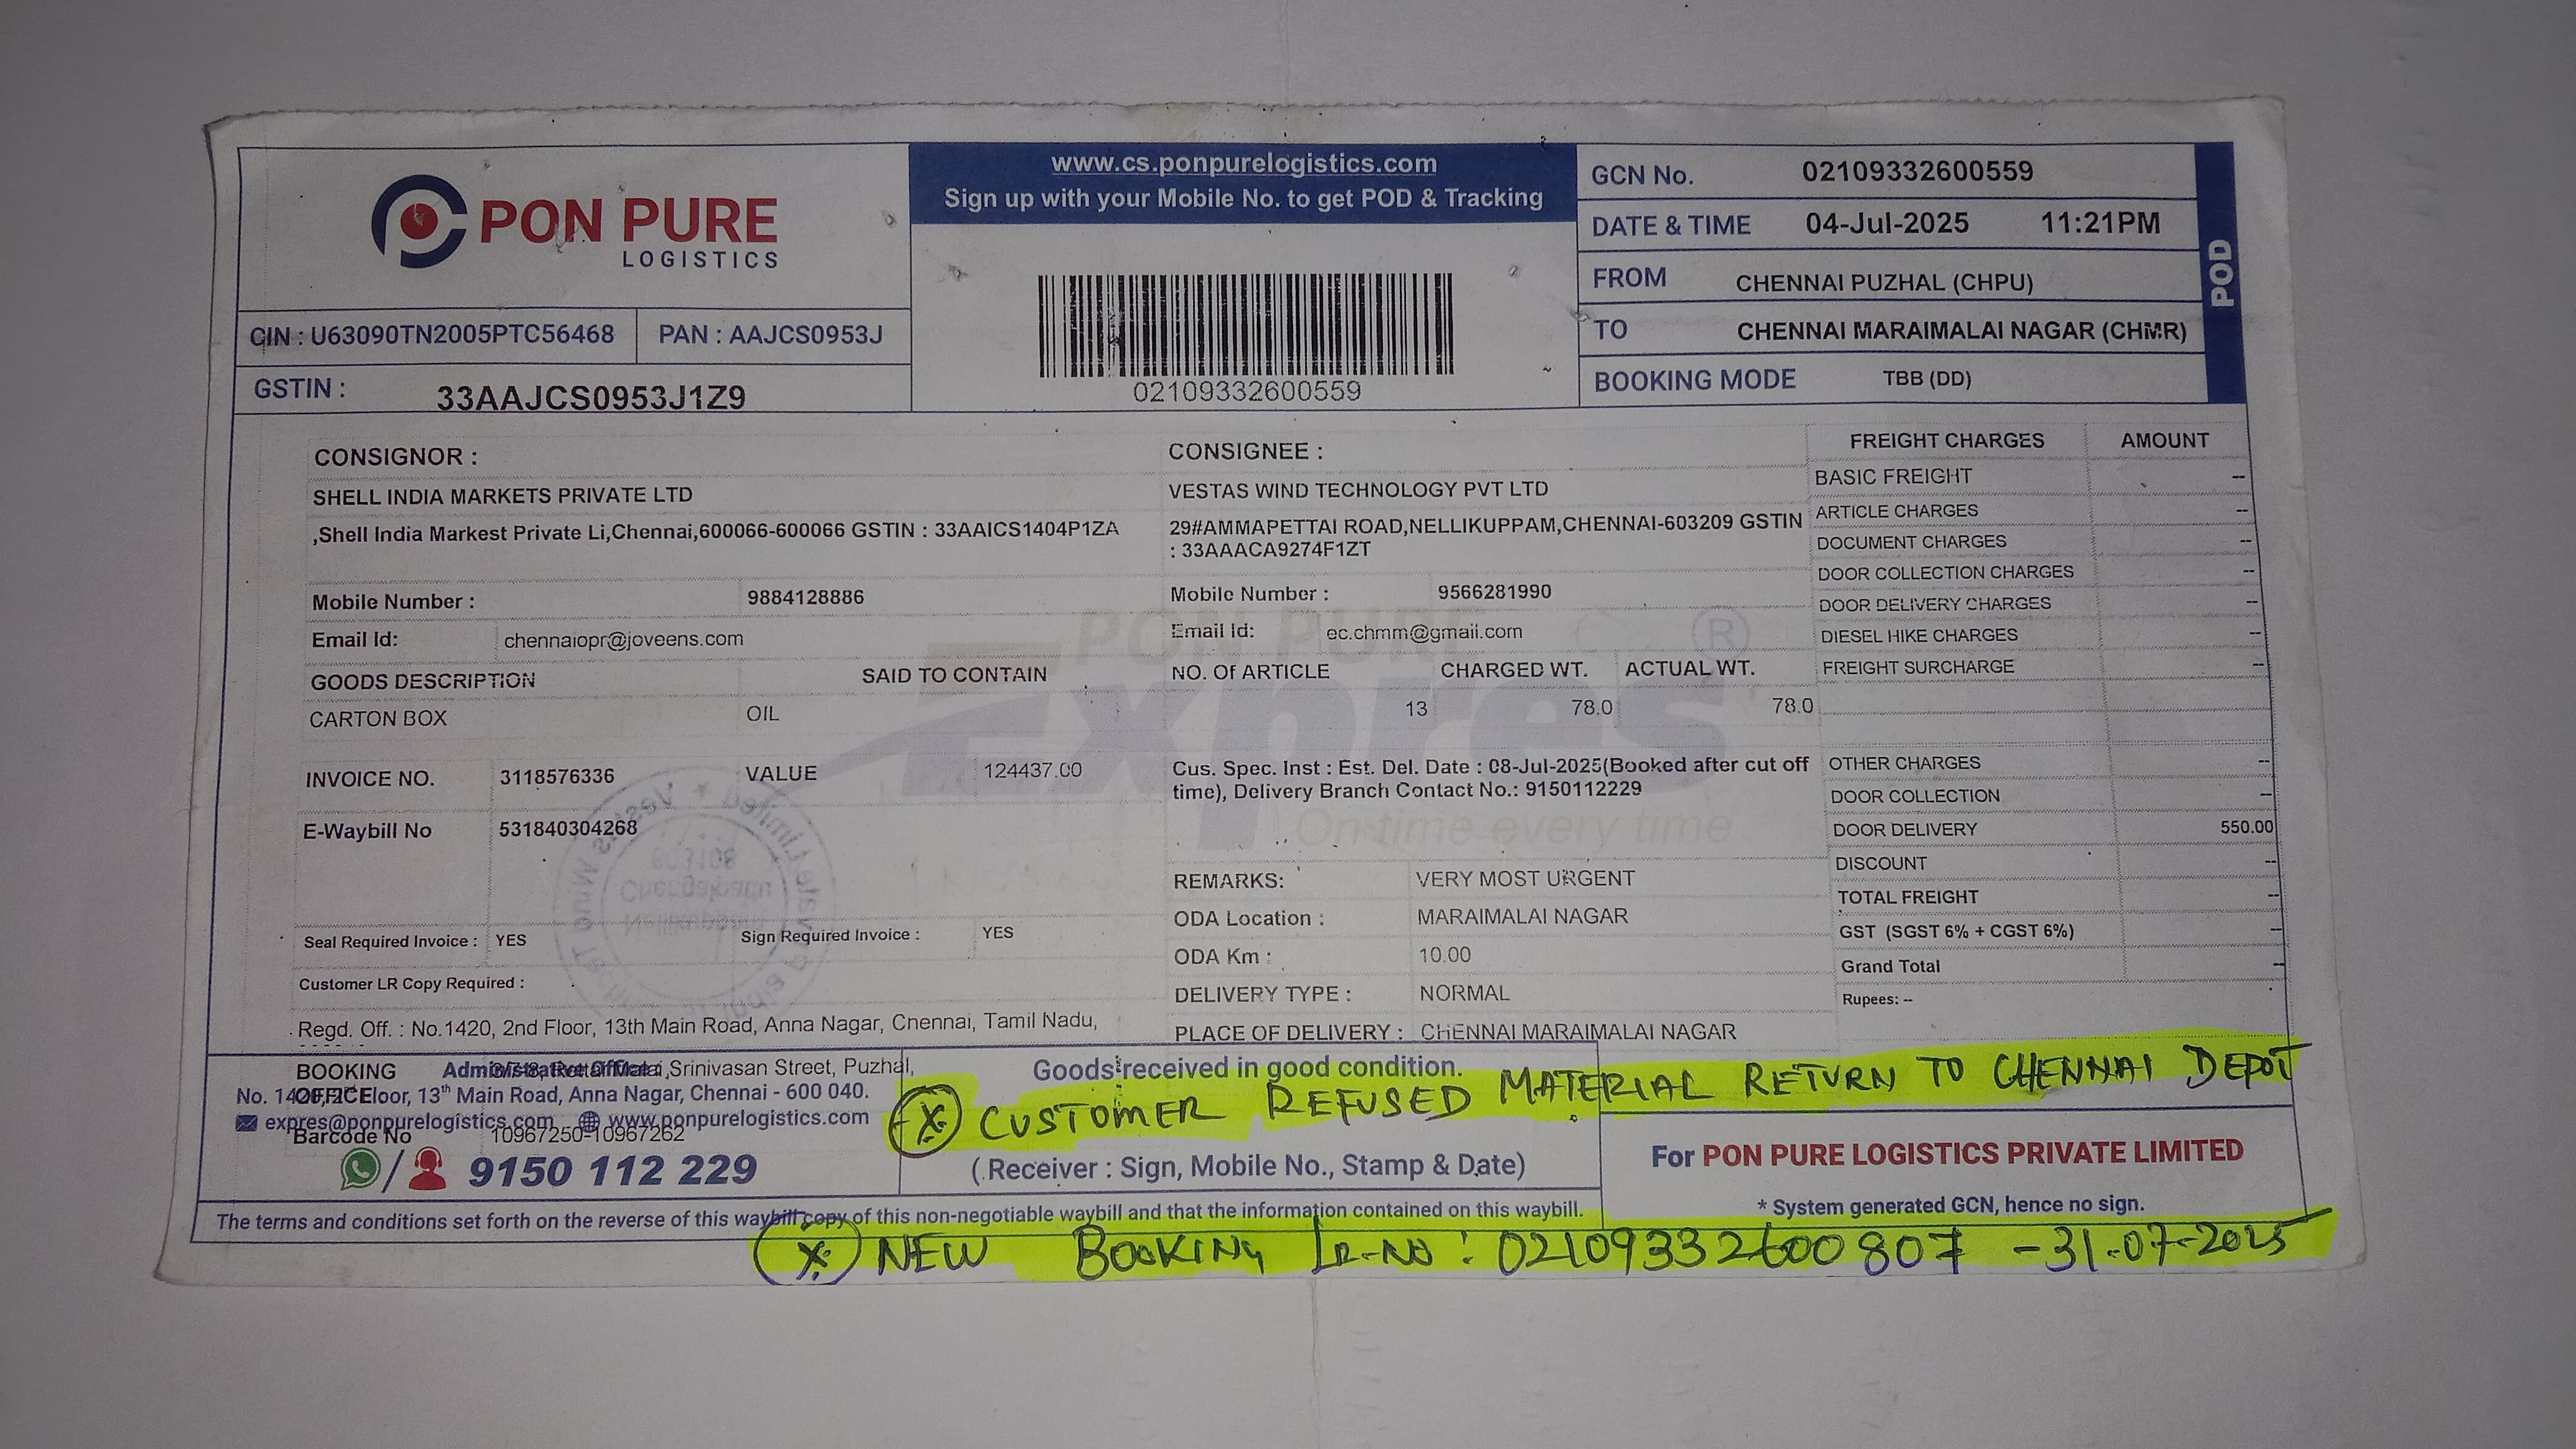 PON PURE
LOGISTICS
CIN : U63090TN2005PTC56468 PAN : AAJCS0953J
GSTIN : 33AAJCS0953J1Z9
www.cs.ponpurelogistics.com
Sign up with your Mobile No. to get POD & Tracking
02109332600559
GCN No. 02109332600559
DATE & TIME 04-Jul-2025 11:21PM
FROM CHENNAI PUZHAL (CHPU)
TO CHENNAI MARAIMALAI NAGAR (CHMR)
BOOKING MODE TBB (DD)
POD
CONSIGNOR :
SHELL INDIA MARKETS PRIVATE LTD
,Shell India Markest Private Li,Chennai,600066-600066 GSTIN : 33AAICS1404P1ZA
Mobile Number : 9884128886
Email Id: chennaiopr@joveens.com
GOODS DESCRIPTION SAID TO CONTAIN
CARTON BOX OIL
INVOICE NO. 3118576336 VALUE 124437.00
E-Waybill No 531840304268
Seal Required Invoice : YES Sign Required Invoice : YES
Customer LR Copy Required :
Regd. Off. : No.1420, 2nd Floor, 13th Main Road, Anna Nagar, Chennai, Tamil Nadu,
CONSIGNEE :
VESTAS WIND TECHNOLOGY PVT LTD
29#AMMAPETTAI ROAD,NELLIKUPPAM,CHENNAI-603209 GSTIN
: 33AAACA9274F1ZT
Mobile Number : 9566281990
Email Id: ec.chmm@gmail.com
NO. Of ARTICLE CHARGED WT. ACTUAL WT.
13 78.0 78.0
Cus. Spec. Inst : Est. Del. Date : 08-Jul-2025(Booked after cut off
time), Delivery Branch Contact No.: 9150112229
REMARKS: VERY MOST URGENT
ODA Location : MARAIMALAI NAGAR
ODA Km : 10.00
DELIVERY TYPE : NORMAL
PLACE OF DELIVERY : CHENNAI MARAIMALAI NAGAR
PON PURE ®
Expres
On-time every time
FREIGHT CHARGES AMOUNT
BASIC FREIGHT --
ARTICLE CHARGES --
DOCUMENT CHARGES --
DOOR COLLECTION CHARGES --
DOOR DELIVERY CHARGES --
DIESEL HIKE CHARGES --
FREIGHT SURCHARGE --
OTHER CHARGES --
DOOR COLLECTION --
DOOR DELIVERY 550.00
DISCOUNT --
TOTAL FREIGHT --
GST (SGST 6% + CGST 6%) --
Grand Total --
Rupees: --
BOOKING OFFICE : Srinivasan Street, Puzhal,
Administrative Office :
No. 1420, 2nd Floor, 13th Main Road, Anna Nagar, Chennai - 600 040.
expres@ponpurelogistics.com www.ponpurelogistics.com
Barcode No 10967250-10967262
/ 9150 112 229
Goods received in good condition.
X CUSTOMER REFUSED MATERIAL RETURN TO CHENNAI DEPOT
( Receiver : Sign, Mobile No., Stamp & Date)
For PON PURE LOGISTICS PRIVATE LIMITED
* System generated GCN, hence no sign.
The terms and conditions set forth on the reverse of this waybill copy of this non-negotiable waybill and that the information contained on this waybill.
X NEW BOOKING Lr-No : 02109332600807 - 31-07-2025